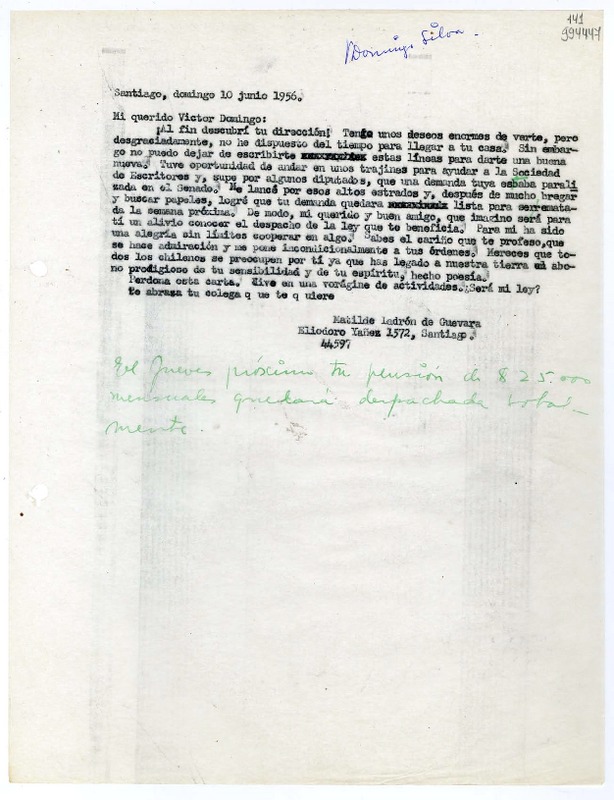 141
994447
Domingo Silva.
Santiago, domingo 10 junio 1956.
Mi querido Victor Domingo:
¡Al fin descubrí tu dirección! Tengo unos deseos enormes de verte, pero
desgraciadamente, no he dispuesto del tiempo para llegar a tu casa. Sin embar-
go no puedo dejar de escribirte xxxxxxxxxx estas líneas para darte una buena
nueva. Tuve oportunidad de andar en unos trajines para ayudar a la Sociedad
de Escritores y, supe por algunos diputados, que una demanda tuya esbaba parali
zada en el Senado. Me lancé por esos altos estrados y, después de mucho bregar
y buscar papeles, logré que tu demanda quedara xxxxxxxxxx lista para ser remata-
da la semana próxima. De modo, mi querido y buen amigo, que imagino será para
tí un alivio conocer el despacho de la ley que te beneficia. Para mí ha sido
una alegría sin límites cooperar en algo. Sabes el cariño que te profeso,que
se hace admiración y me pone incondicionalmente a tus órdenes. Mereces que to-
dos los chilenos se preocupen por tí ya que has legado a nuestra tierra el abo-
no prodigioso de tu sensibilidad y de tu espíritu, hecho poesía.
Perdona esta carta. Vive en una vorágine de actividades.¿Será mi ley?
te abraza tu colega q ue te q uiere
Matilde Ladrón de Guevara
Eliodoro Yañez 1372, Santiago.
44597
El Jueves próximo tu pensión de $ 25.000
mensuales quedará despachada total-
mente.